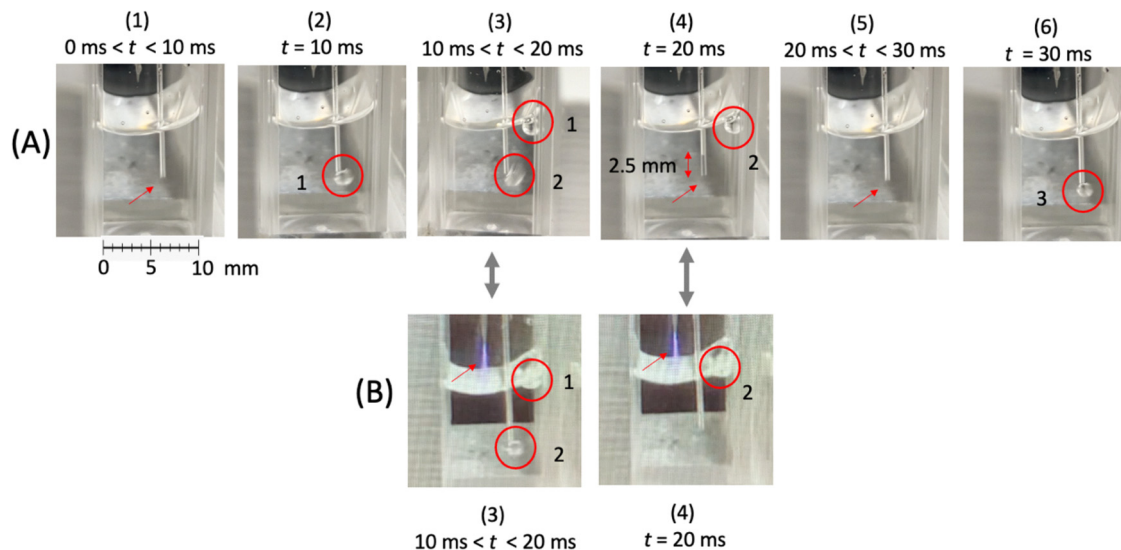 (1)
0 ms < t < 10 ms
(2)
t = 10 ms
(3)
10 ms < t < 20 ms
(4)
t = 20 ms
(5)
20 ms < t < 30 ms
(6)
t = 30 ms
(A)
1
1
2
2.5 mm
2
3
0 5 10 mm
(B)
1
2
2
(3)
10 ms < t < 20 ms
(4)
t = 20 ms